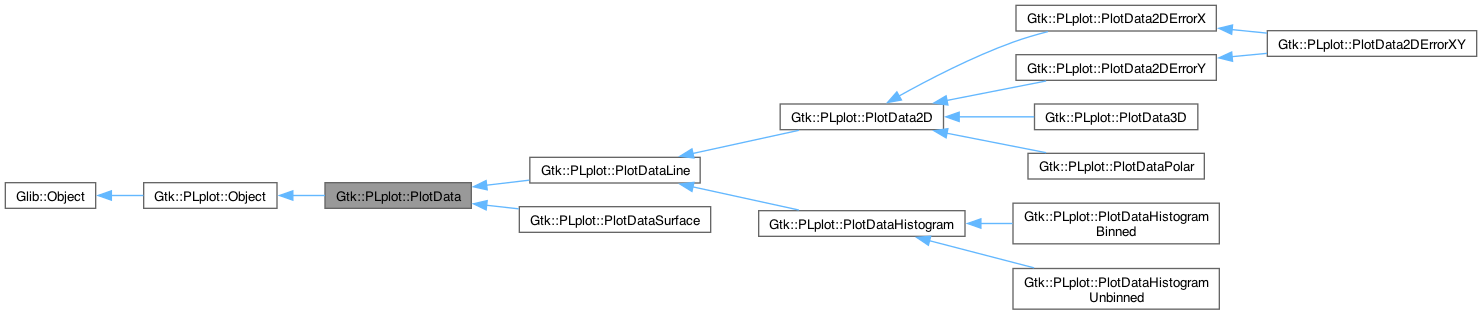 Glib::Object
Gtk::PLplot::Object
Gtk::PLplot::PlotData
Gtk::PLplot::PlotDataLine
Gtk::PLplot::PlotDataSurface
Gtk::PLplot::PlotData2D
Gtk::PLplot::PlotDataHistogram
Gtk::PLplot::PlotData2DErrorX
Gtk::PLplot::PlotData2DErrorY
Gtk::PLplot::PlotData3D
Gtk::PLplot::PlotDataPolar
Gtk::PLplot::PlotDataHistogram
Binned
Gtk::PLplot::PlotDataHistogram
Unbinned
Gtk::PLplot::PlotData2DErrorXY